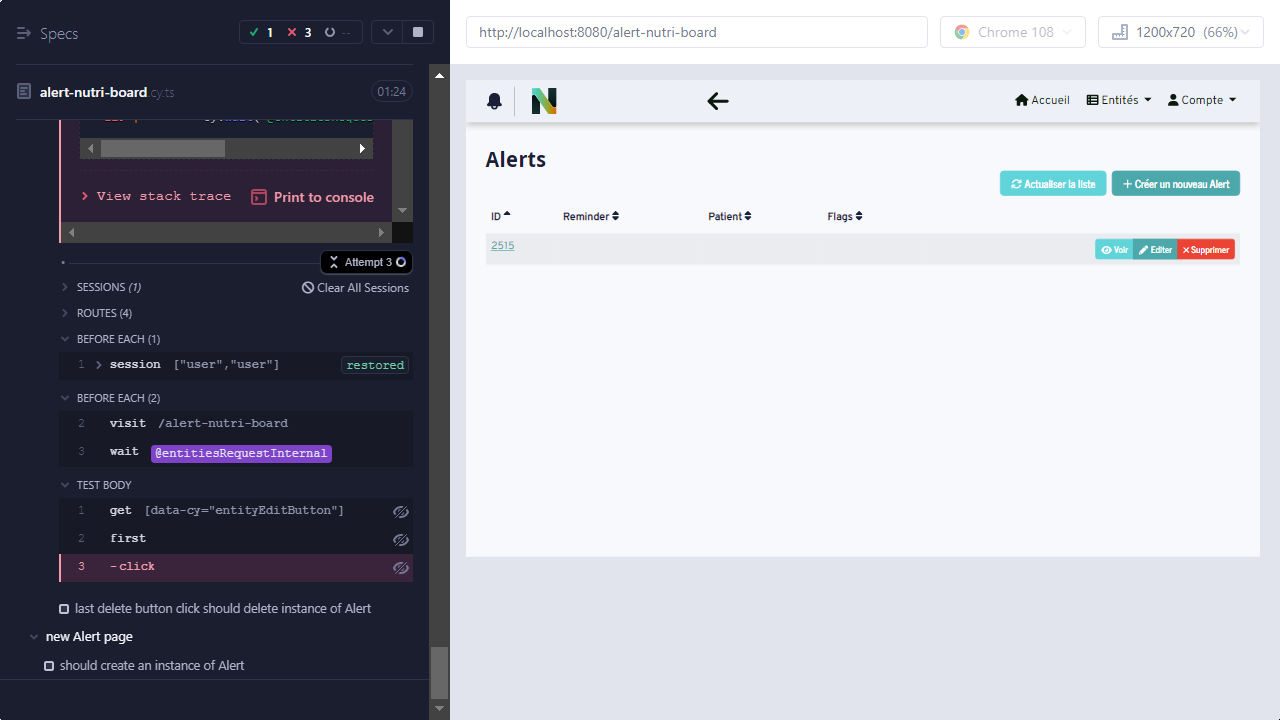 Specs
1
3
--
alert-nutri-board.cy.ts
01:24
View stack trace
Print to console
Attempt 3
SESSIONS (1)
Clear All Sessions
ROUTES (4)
BEFORE EACH (1)
1 session ["user","user"] restored
BEFORE EACH (2)
2 visit /alert-nutri-board
3 wait @entitiesRequestInternal
TEST BODY
1 get [data-cy="entityEditButton"]
2 first
3 -click
last delete button click should delete instance of Alert
new Alert page
should create an instance of Alert
http://localhost:8080/alert-nutri-board
Chrome 108
1200x720 (66%)
N
Accueil
Entités
Compte
Alerts
Actualiser la liste
Créer un nouveau Alert
ID Reminder Patient Flags
2515
Voir
Editer
Supprimer